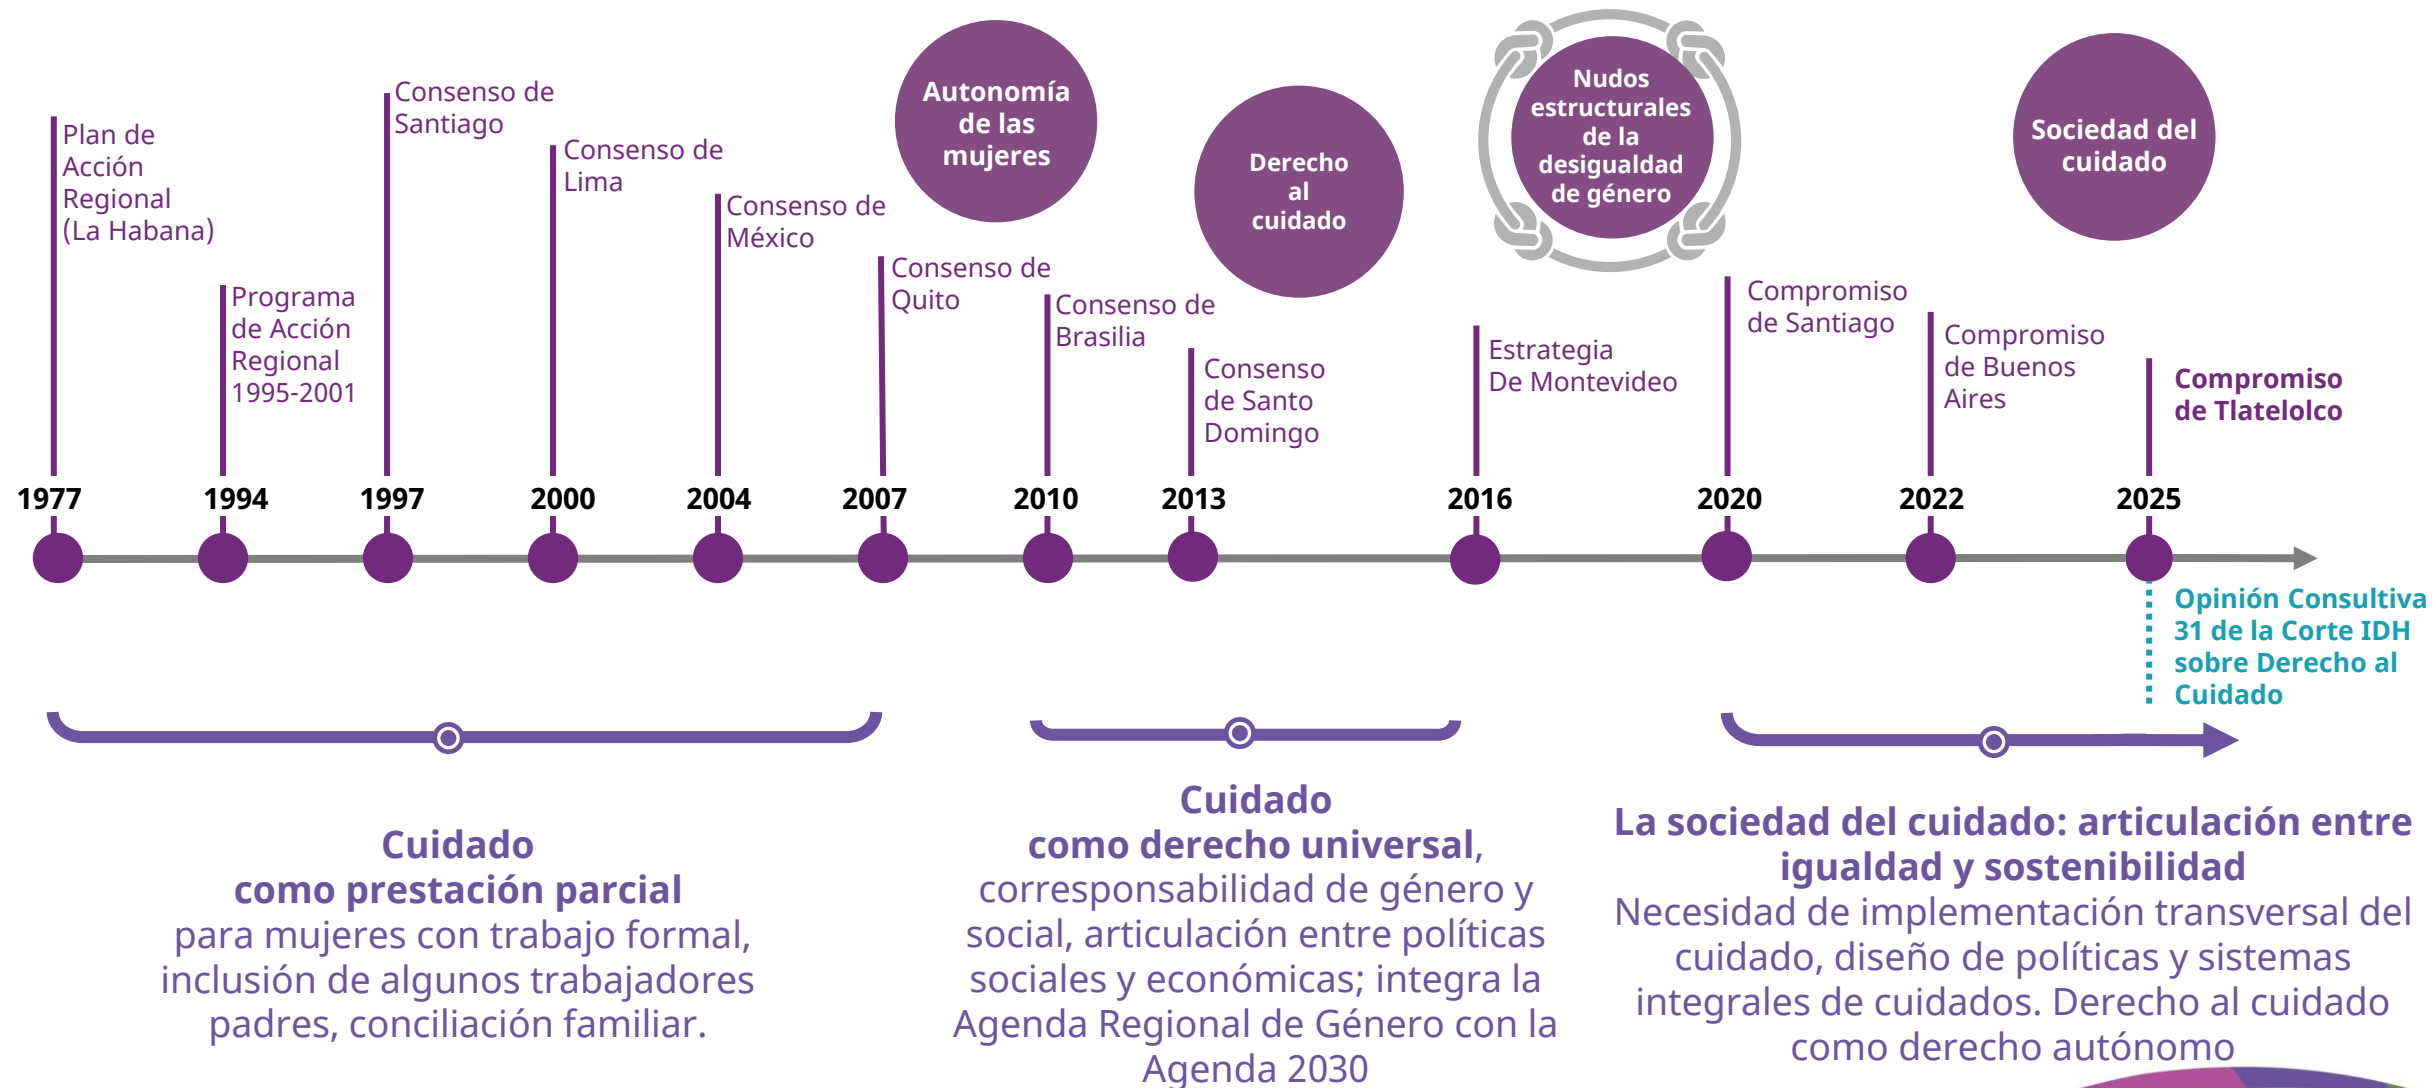 Plan de
Acción
Regional
(La Habana)
Programa
de Acción
Regional
1995-2001
Consenso de
Santiago
Consenso de
Lima
Consenso de
México
Consenso de
Quito
Consenso de
Brasilia
Consenso
de Santo
Domingo
Estrategia
De Montevideo
Compromiso
de Santiago
Compromiso
de Buenos
Aires
Compromiso
de Tlatelolco
Autonomía
de las
mujeres
Derecho
al
cuidado
Nudos
estructurales
de la
desigualdad
de género
Sociedad del
cuidado
1977
1994
1997
2000
2004
2007
2010
2013
2016
2020
2022
2025
Opinión Consultiva
31 de la Corte IDH
sobre Derecho al
Cuidado
Cuidado
como prestación parcial
para mujeres con trabajo formal,
inclusión de algunos trabajadores
padres, conciliación familiar.
Cuidado
como derecho universal,
corresponsabilidad de género y
social, articulación entre políticas
sociales y económicas; integra la
Agenda Regional de Género con la
Agenda 2030
La sociedad del cuidado: articulación entre
igualdad y sostenibilidad
Necesidad de implementación transversal del
cuidado, diseño de políticas y sistemas
integrales de cuidados. Derecho al cuidado
como derecho autónomo